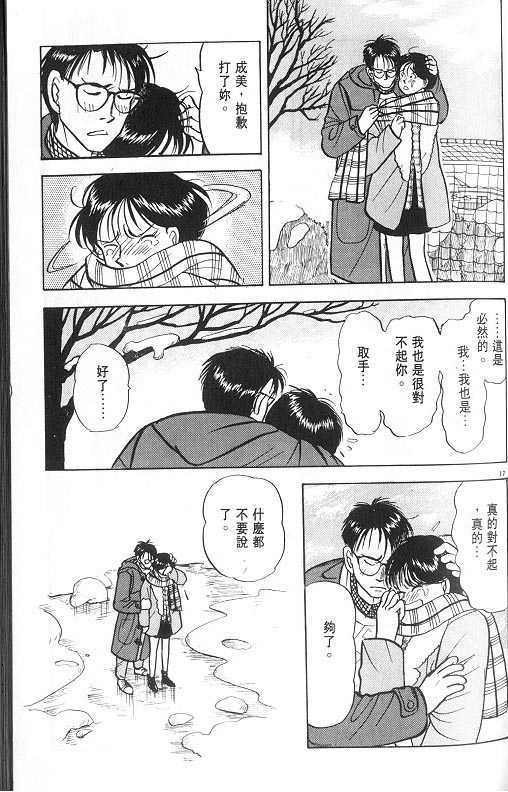 成美，抱歉
打了妳。
……這是
必然的。
我…我也是…
我也是很對
不起你。
取手…
好了……
17
真的對不起
，真的…
夠了。
什麽都
不要說
了。